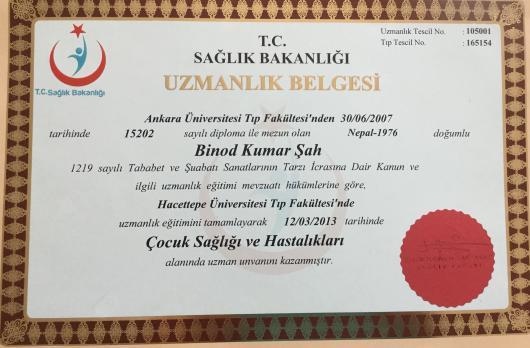 Uzmanlık Tescil No. : 105001
Tıp Tescil No. : 165154
T.C.
SAĞLIK BAKANLIĞI
T.C. Sağlık Bakanlığı
UZMANLIK BELGESİ
Ankara Üniversitesi Tıp Fakültesi'nden 30/06/2007
tarihinde 15202 sayılı diploma ile mezun olan Nepal-1976 doğumlu
Binod Kumar Şah
1219 sayılı Tababet ve Şuabatı Sanatlarının Tarzı İcrasına Dair Kanun ve
ilgili uzmanlık eğitimi mevzuatı hükümlerine göre,
Hacettepe Üniversitesi Tıp Fakültesi'nde
uzmanlık eğitimini tamamlayarak 12/03/2013 tarihinde
Çocuk Sağlığı ve Hastalıkları
alanında uzman unvanını kazanmıştır.